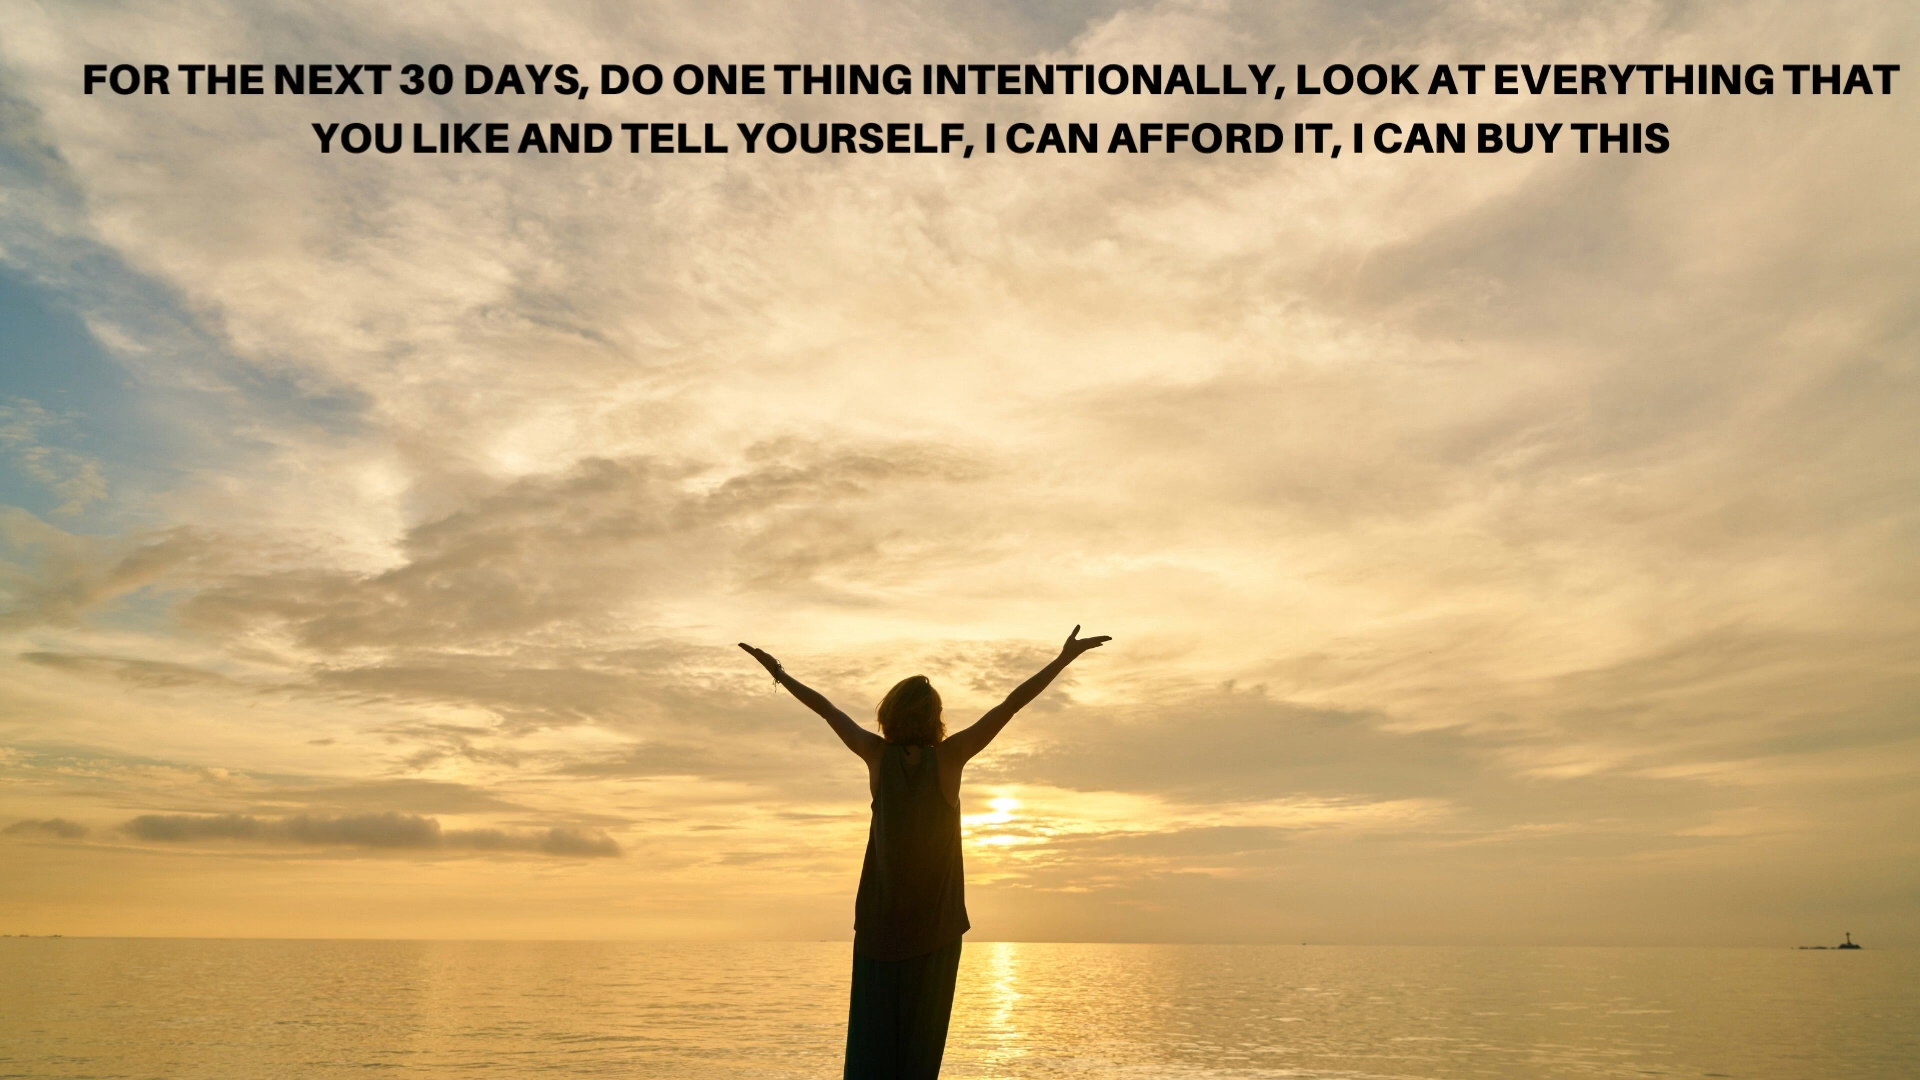 FOR THE NEXT 30 DAYS, DO ONE THING INTENTIONALLY, LOOK AT EVERYTHING THAT
YOU LIKE AND TELL YOURSELF, I CAN AFFORD IT, I CAN BUY THIS